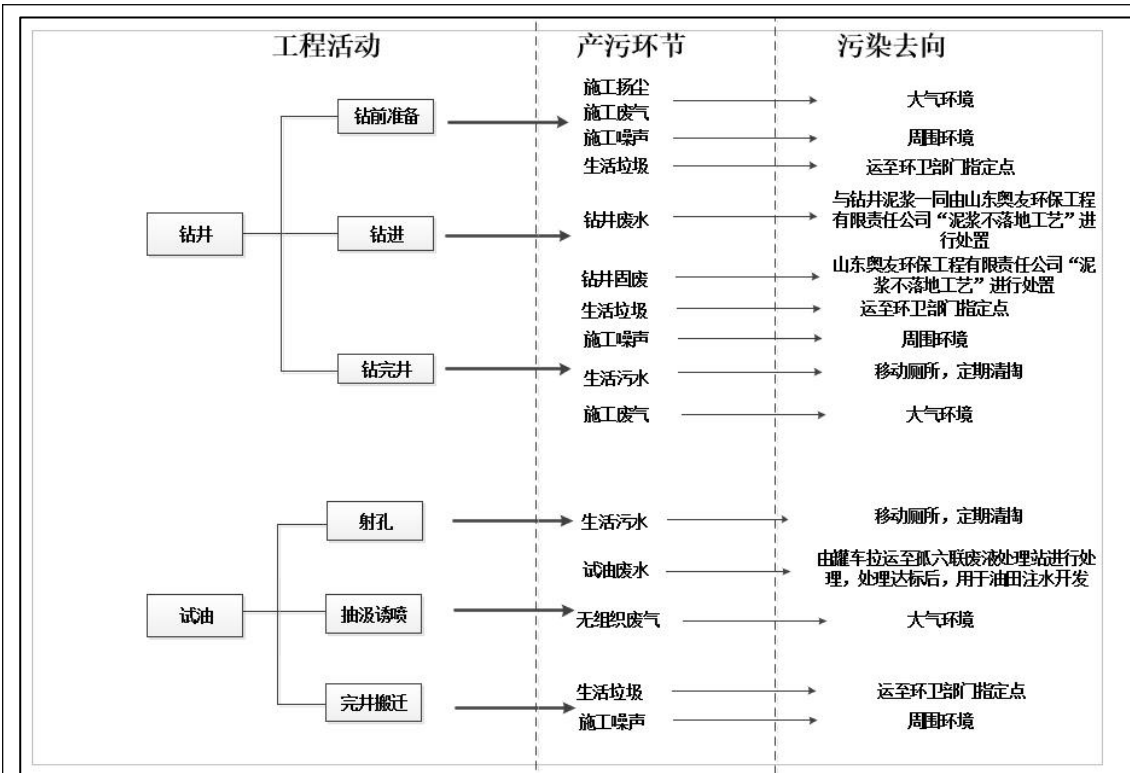 工程活动
产污环节
污染去向
钻井
钻前准备
钻进
钻完井
施工扬尘
施工废气
大气环境
施工噪声
周围环境
生活垃圾
运至环卫部门指定点
钻井废水
与钻井泥浆一同由山东奥友环保工程
有限责任公司“泥浆不落地工艺”进
行处置
钻井固废
山东奥友环保工程有限责任公司“泥
浆不落地工艺”进行处置
生活垃圾
运至环卫部门指定点
施工噪声
周围环境
生活污水
移动厕所，定期清掏
施工废气
大气环境
试油
射孔
抽汲诱喷
完井搬迁
生活污水
移动厕所，定期清掏
试油废水
由罐车拉运至孤六联废液处理站进行处
理，处理达标后，用于油田注水开发
无组织废气
大气环境
生活垃圾
运至环卫部门指定点
施工噪声
周围环境